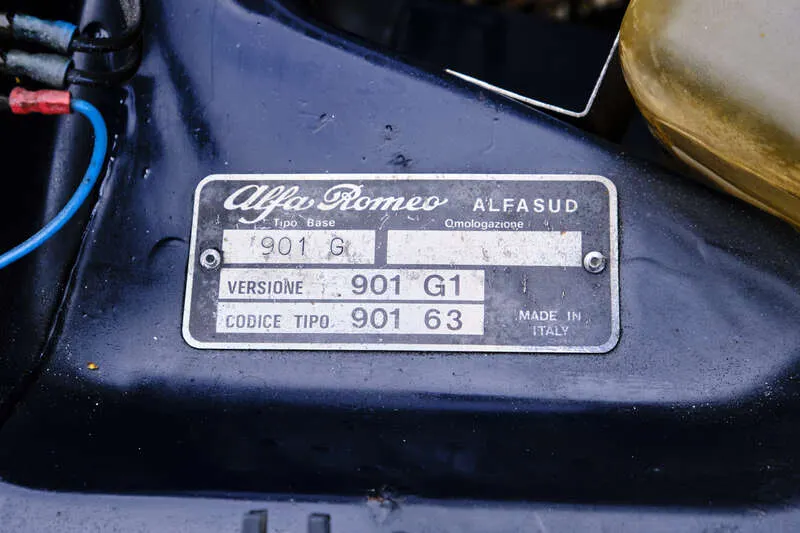 Alfa Romeo ALFASUD
Tipo Base Omologazione
901 G
VERSIONE 901 G1
CODICE TIPO 901 63
MADE IN
ITALY